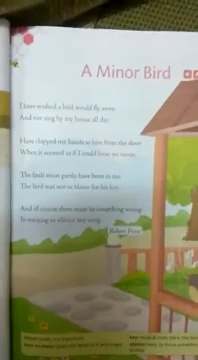 A Minor Bird
I have wished a bird would fly away,
And not sing by my house all day;
Have clapped my hands at him from the door
When it seemed as if I could bear no more.
The fault must partly have been in me.
The bird was not to blame for his key.
And of course there must be something wrong
In wanting to silence any song.
Robert Frost